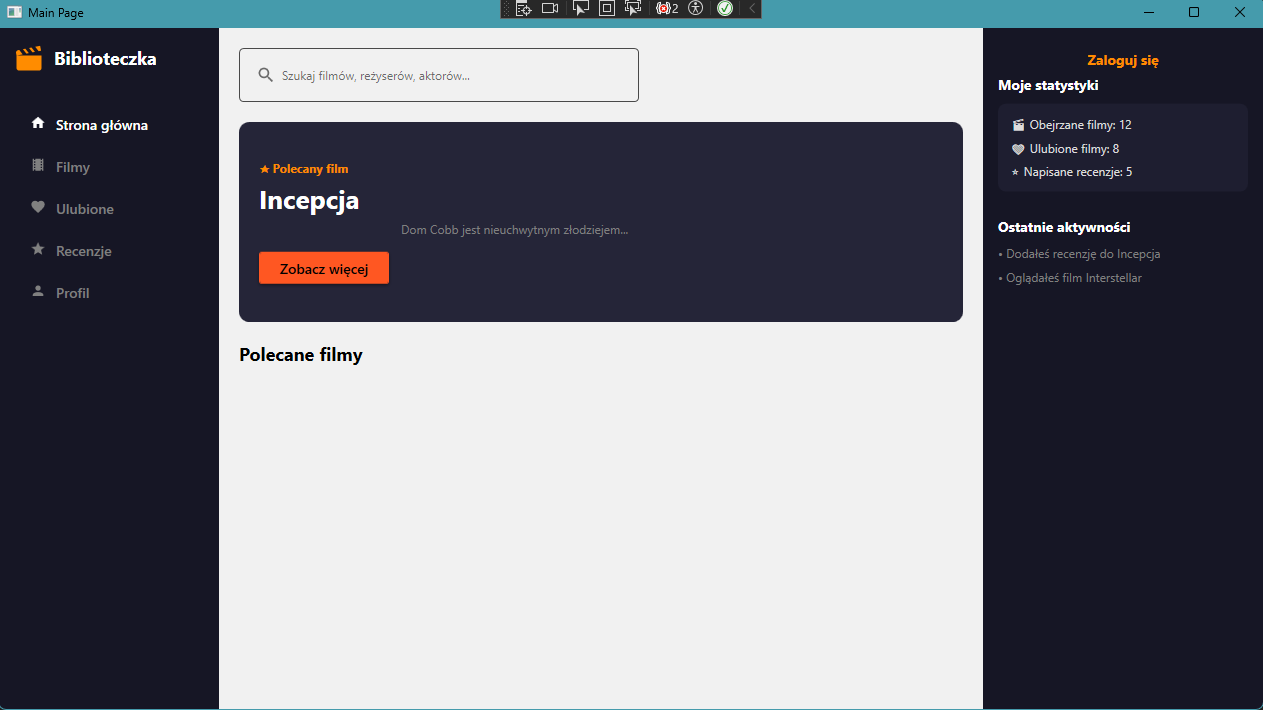 Main Page
2
Biblioteczka
Strona główna
Filmy
Ulubione
Recenzje
Profil
Szukaj filmów, reżyserów, aktorów...
★ Polecany film
Incepcja
Dom Cobb jest nieuchwytnym złodziejem...
Zobacz więcej
Polecane filmy
Zaloguj się
Moje statystyki
🎬 Obejrzane filmy: 12
❤ Ulubione filmy: 8
⭐ Napisane recenzje: 5
Ostatnie aktywności
• Dodałeś recenzję do Incepcja
• Oglądałeś film Interstellar